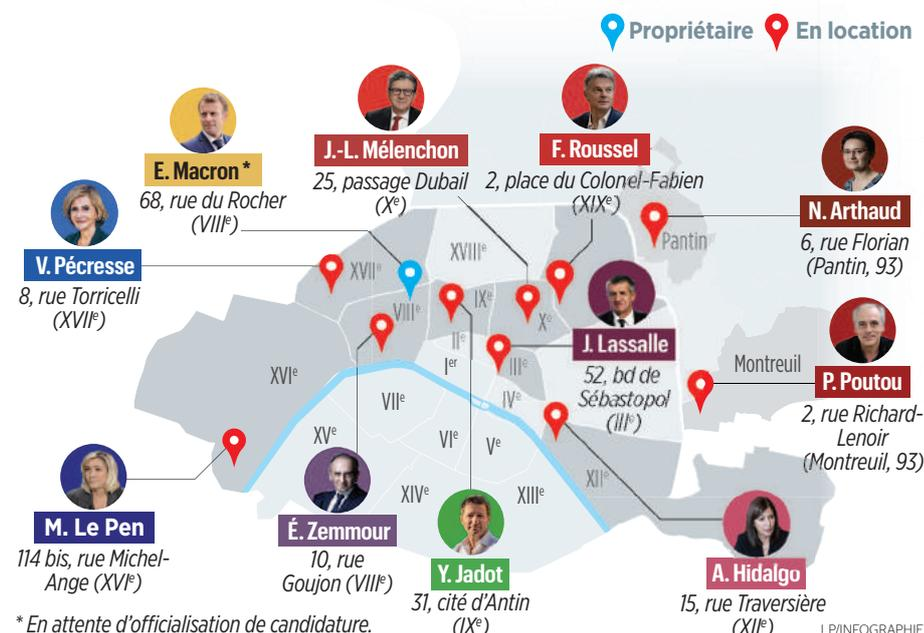 Propriétaire
En location
J.-L. Mélenchon
25, passage Dubail
(Xe)
F. Roussel
2, place du Colonel-Fabien
(XIXe)
E. Macron *
68, rue du Rocher
(VIIIe)
N. Arthaud
6, rue Florian
(Pantin, 93)
V. Pécresse
8, rue Torricelli
(XVIIe)
Pantin
XVIIIe
XVIIe
VIIIe
IXe
Xe
IIe
Ier
IIIe
IVe
XVIe
VIIe
XVe
VIe
Ve
XIVe
XIIIe
XIIe
J. Lassalle
52, bd de
Sébastopol
(IIIe)
Montreuil
P. Poutou
2, rue Richard-
Lenoir
(Montreuil, 93)
M. Le Pen
114 bis, rue Michel-
Ange (XVIe)
É. Zemmour
10, rue
Goujon (VIIIe)
Y. Jadot
31, cité d'Antin
(IXe)
A. Hidalgo
15, rue Traversière
(XIIe)
* En attente d'officialisation de candidature.
LP/INFOGRAPHIE